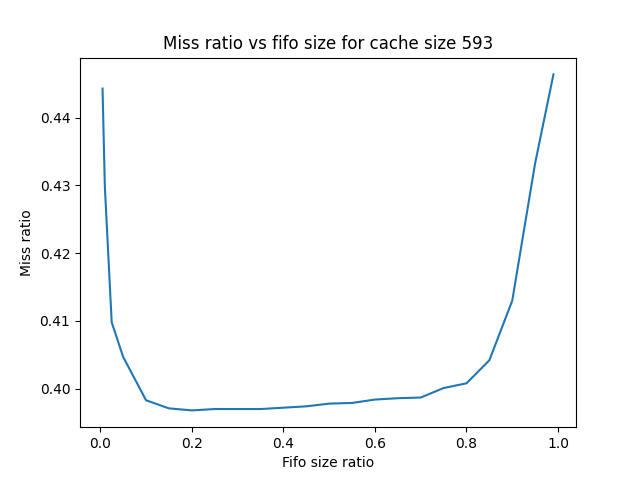 Miss ratio vs fifo size for cache size 593
0.44
0.43
0.42
0.41
0.40
Miss ratio
0.0 0.2 0.4 0.6 0.8 1.0
Fifo size ratio